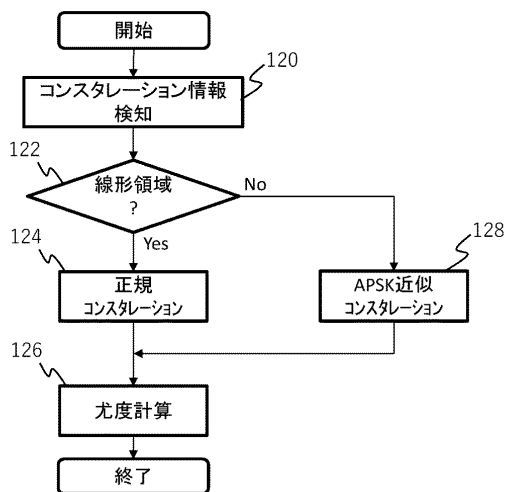 開始
120
コンスタレーション情報
検知
122
線形領域
?
No
Yes
124
正規
コンスタレーション
128
APSK近似
コンスタレーション
126
尤度計算
終了